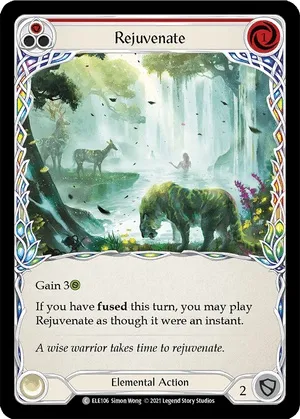 Rejuvenate
1
Gain 3
If you have fused this turn, you may play
Rejuvenate as though it were an instant.
A wise warrior takes time to rejuvenate.
Elemental Action
2
C ELE106 Simon Wong © 2021 Legend Story Studios